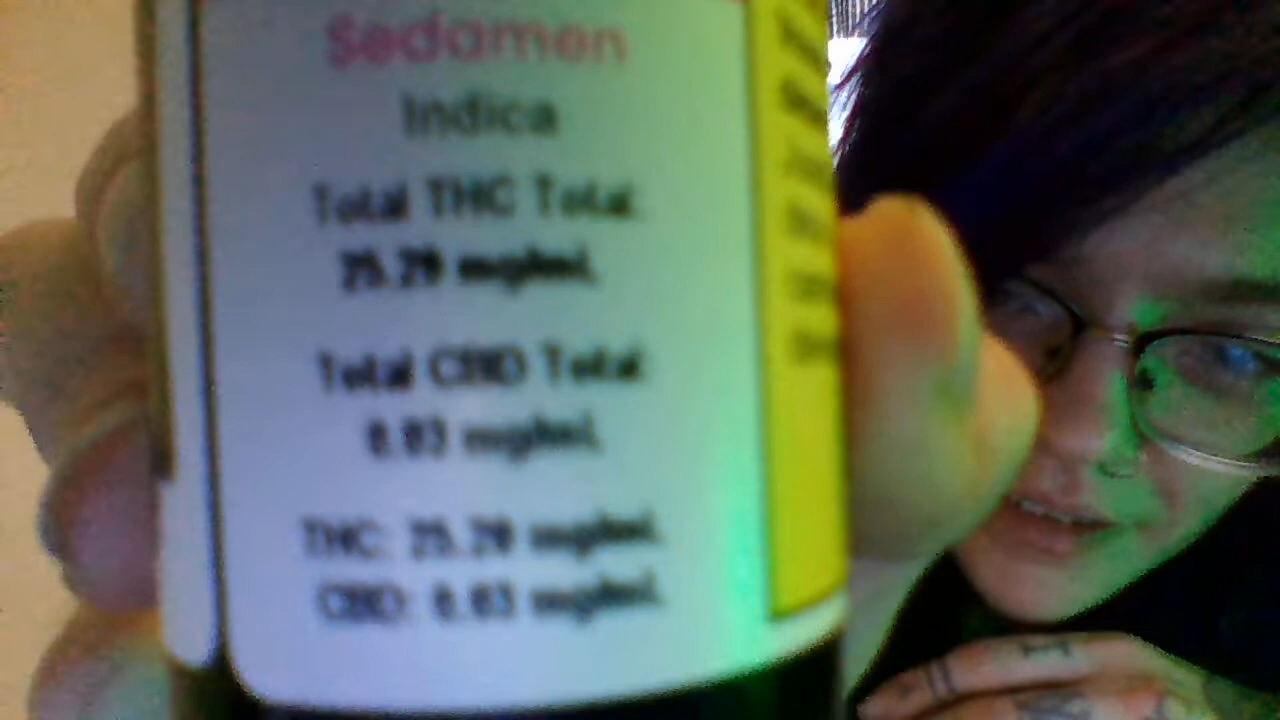 Sedamen
Indica
Total THC Total
25.29 mg/mL
Total CBD Total
0.03 mg/mL
THC: 25.29 mg/mL
CBD: 0.03 mg/mL